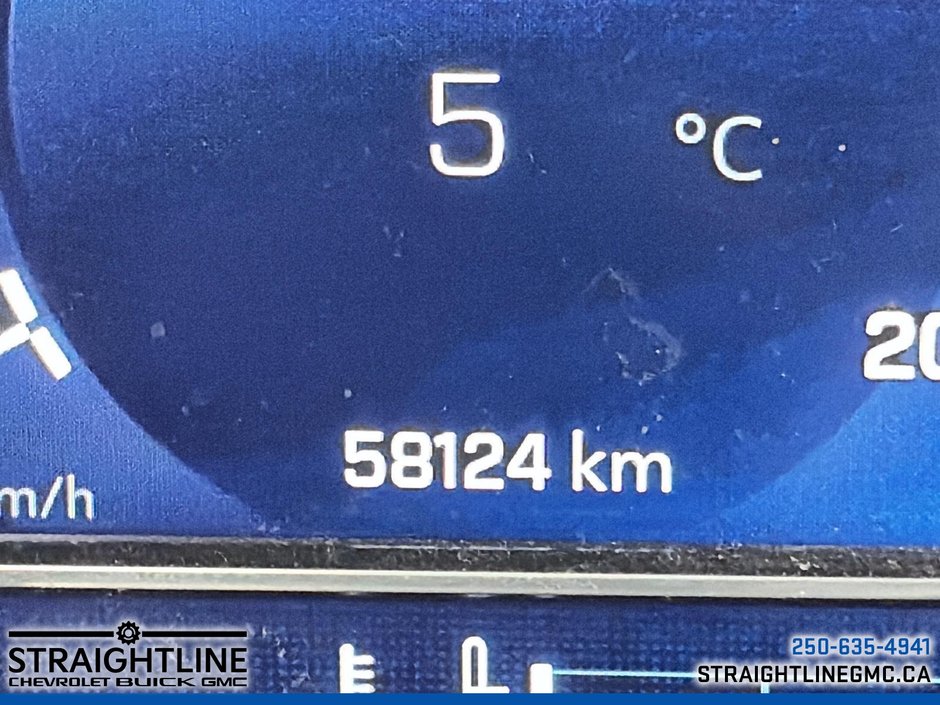 5 °C
20
58124 km
m/h
STRAIGHTLINE
CHEVROLET BUICK GMC
250-635-4941
STRAIGHTLINEGMC.CA